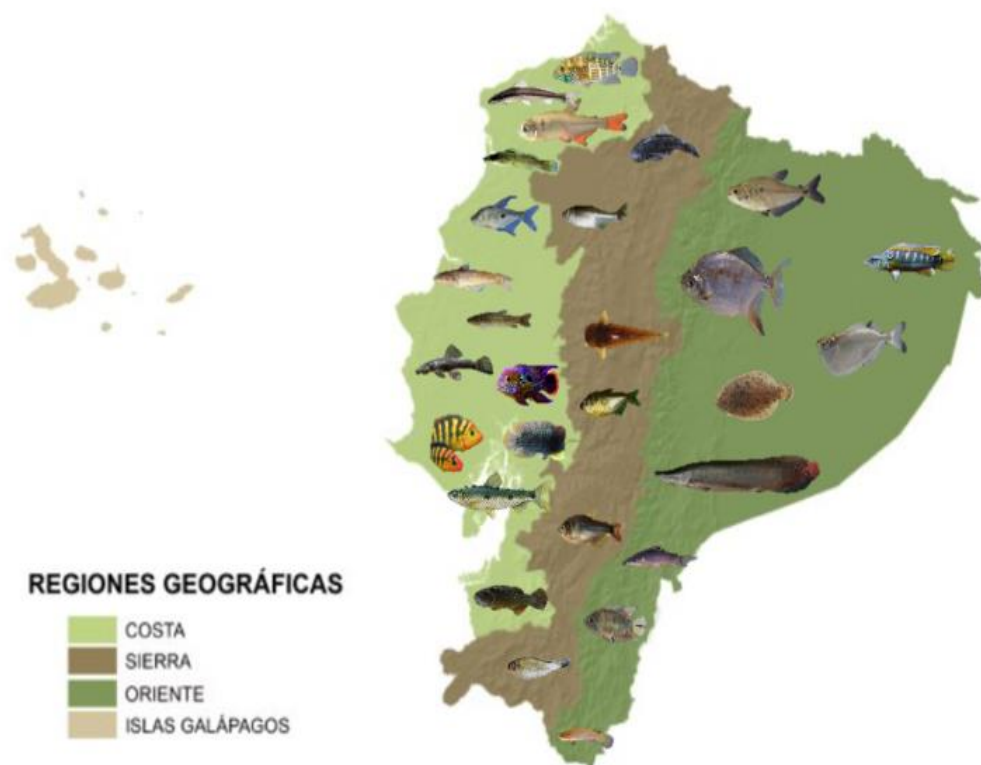 REGIONES GEOGRÁFICAS
COSTA
SIERRA
ORIENTE
ISLAS GALÁPAGOS